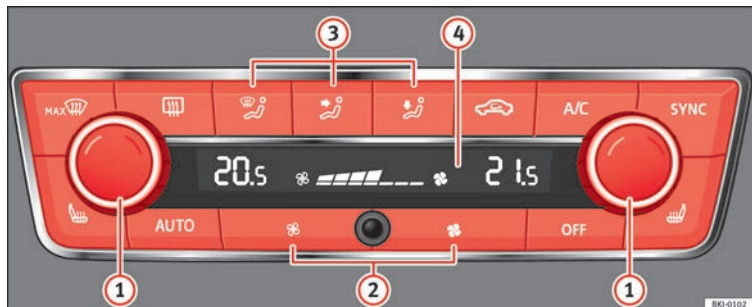 3 4
MAX A/C SYNC
20.5 21.5
AUTO OFF
1 2 1
BKI-0102